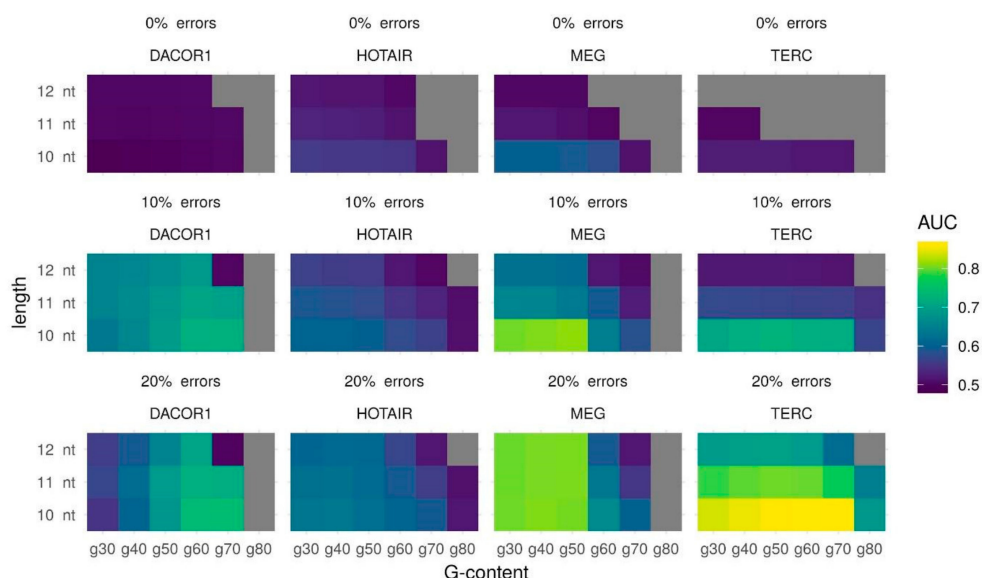 0% errors 0% errors 0% errors 0% errors
DACOR1 HOTAIR MEG TERC
12 nt
11 nt
10 nt
10% errors 10% errors 10% errors 10% errors
DACOR1 HOTAIR MEG TERC
12 nt
11 nt
10 nt
length
20% errors 20% errors 20% errors 20% errors
DACOR1 HOTAIR MEG TERC
12 nt
11 nt
10 nt
g30 g40 g50 g60 g70 g80 g30 g40 g50 g60 g70 g80 g30 g40 g50 g60 g70 g80 g30 g40 g50 g60 g70 g80
G-content
AUC
0.8
0.7
0.6
0.5